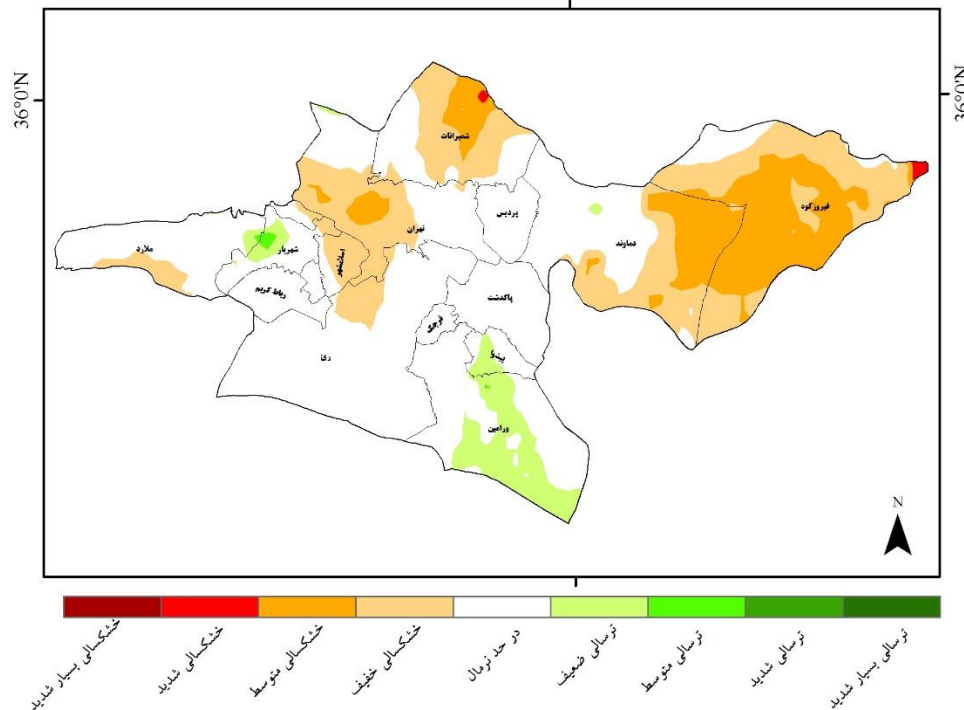 36°0'N
36°0'N
شمیرانات
فیروزکوه
پردیس
تهران
دماوند
ملارد
شهریار
اسلامشهر
رباط کریم
پاکدشت
قرچک
ری
پیشوا
ورامین
N
خشکسالی بسیار شدید
خشکسالی شدید
خشکسالی متوسط
خشکسالی خفیف
در حد نرمال
ترسالی ضعیف
ترسالی متوسط
ترسالی شدید
ترسالی بسیار شدید